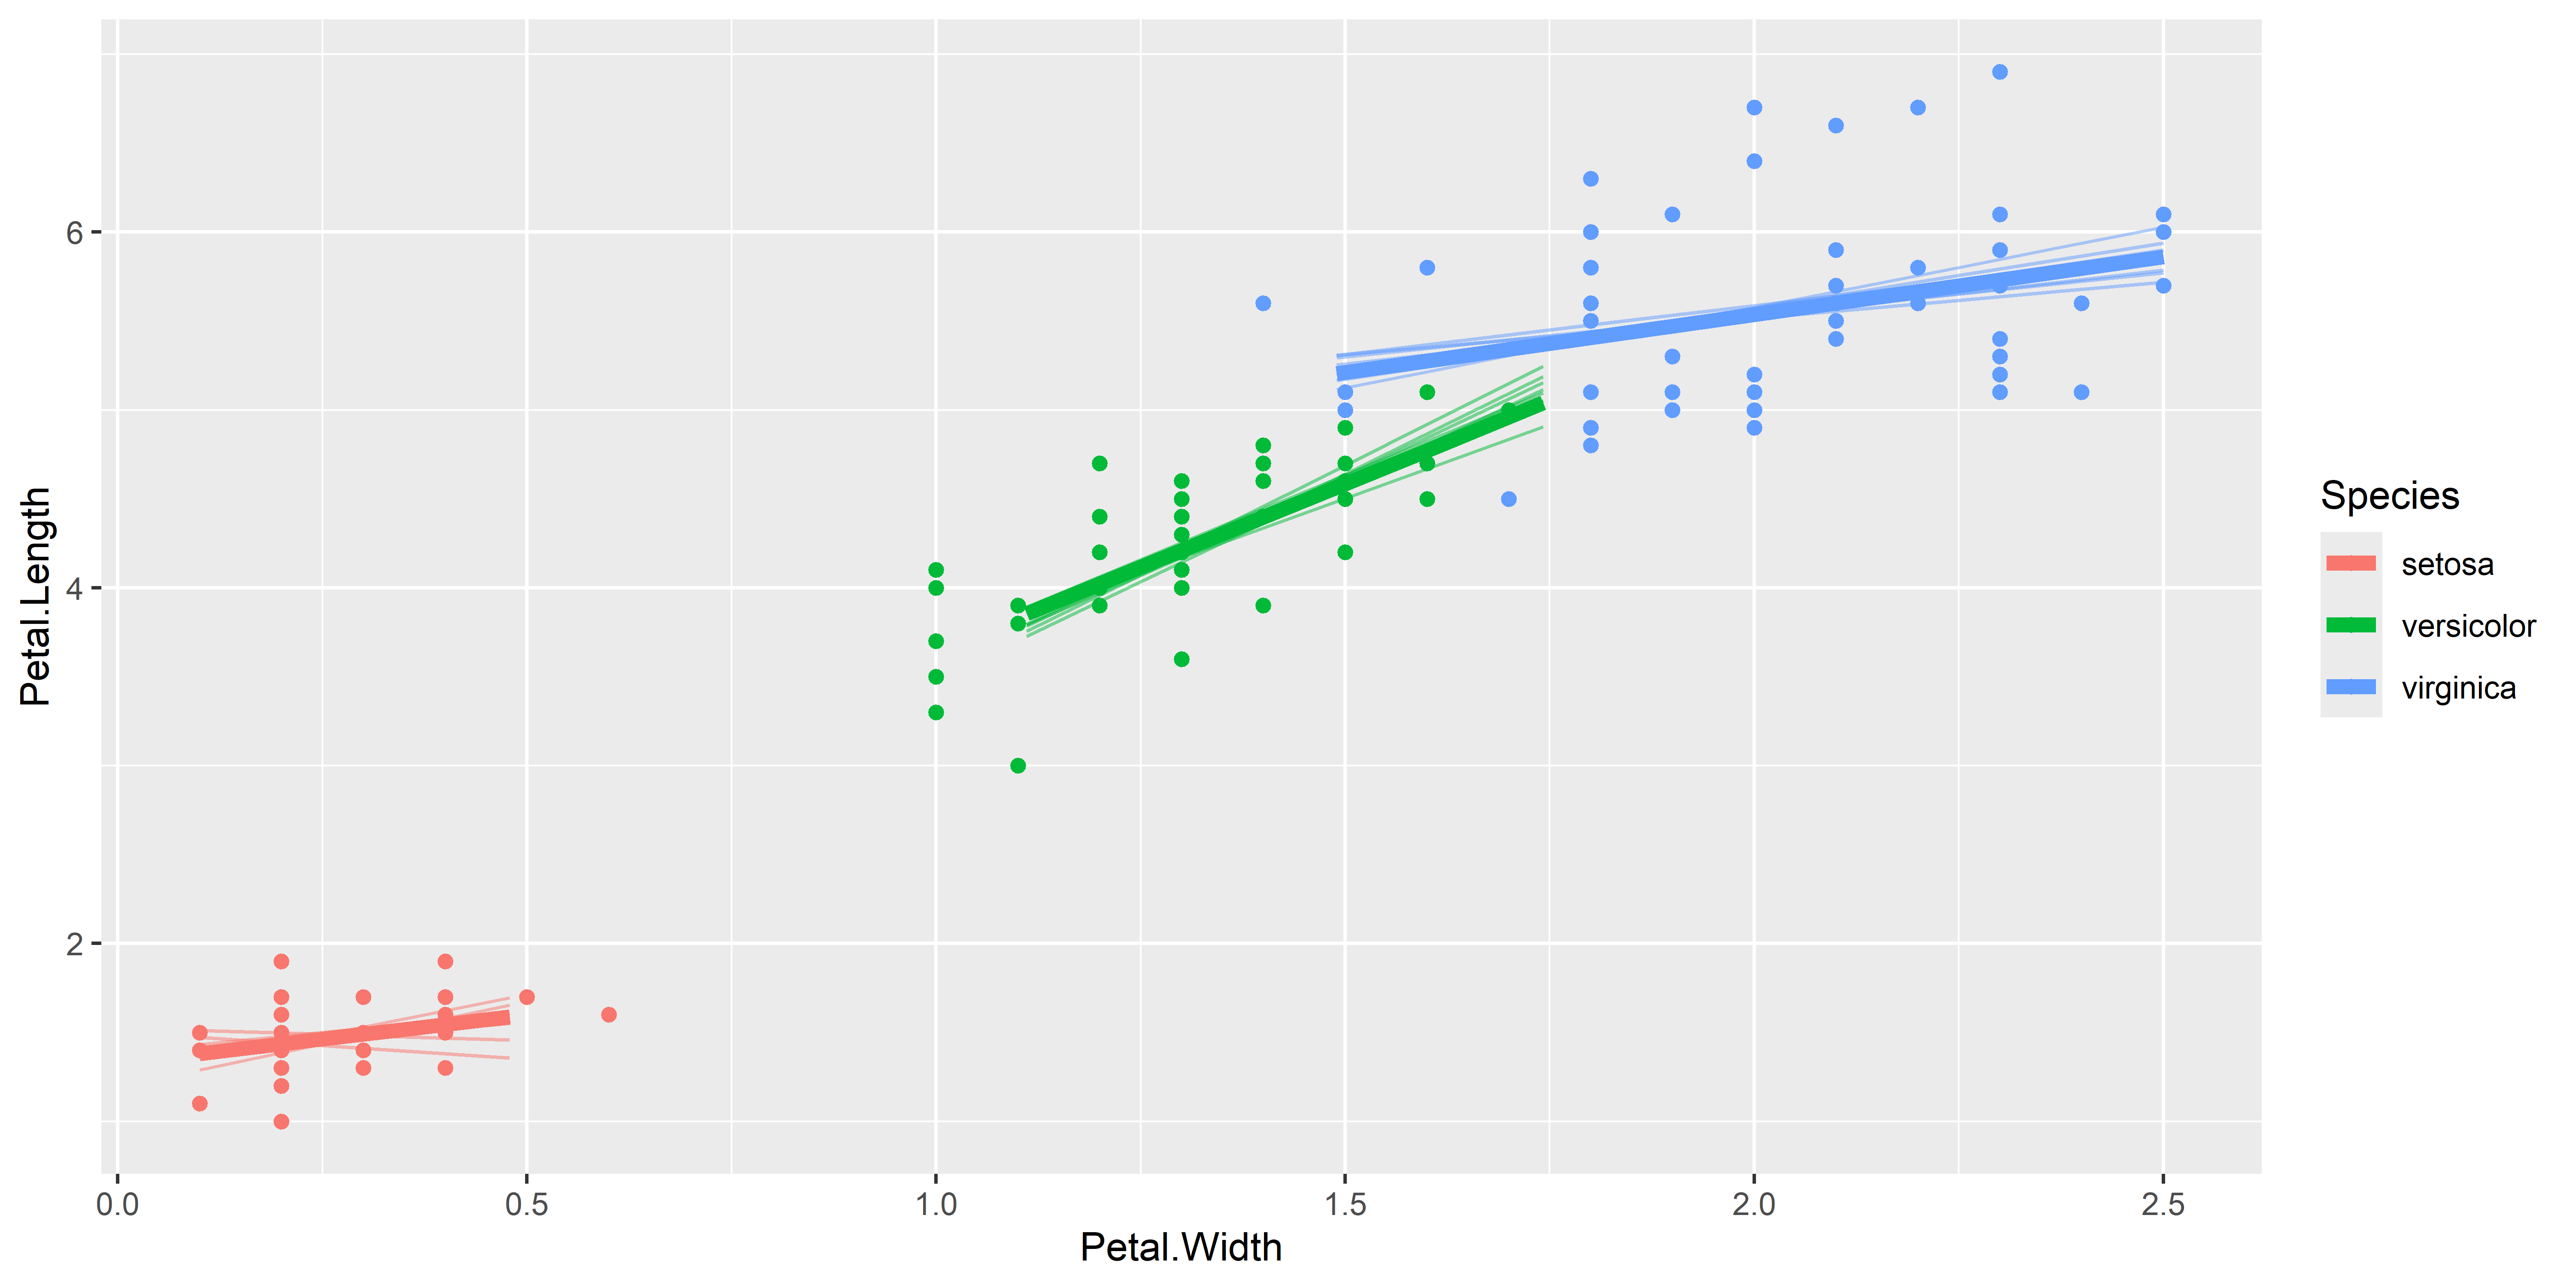 6
4
2
Petal.Length
0.0 0.5 1.0 1.5 2.0 2.5
Petal.Width
Species
setosa
versicolor
virginica